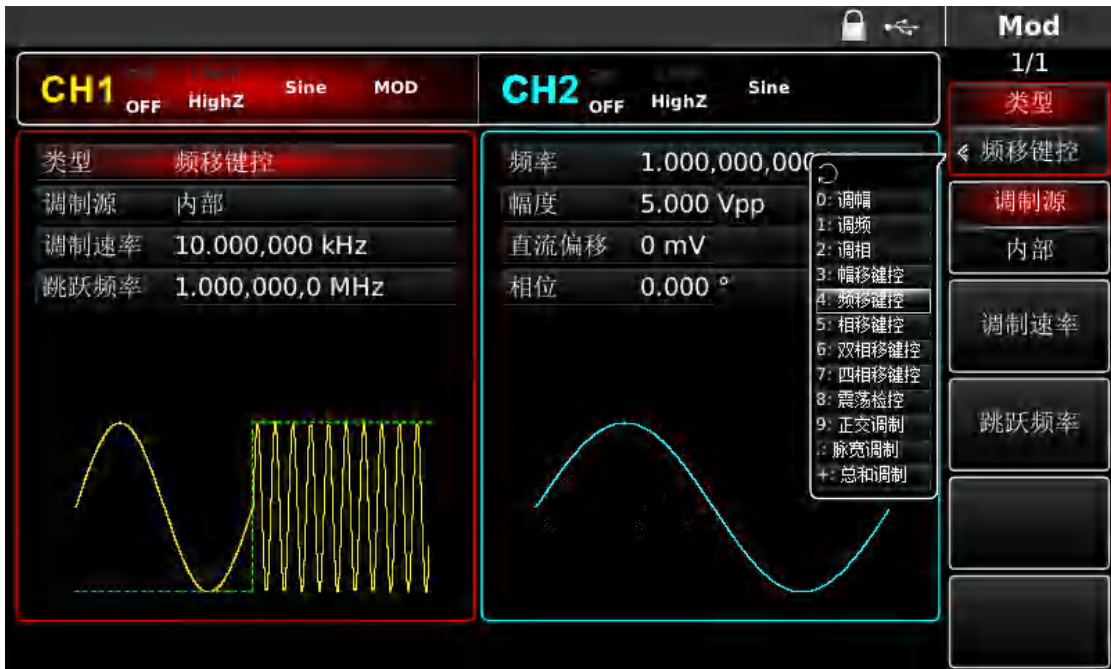 Mod
1/1
CH1 OFF HighZ Sine MOD
CH2 OFF HighZ Sine
类型 频移键控
调制源 内部
调制速率 10.000,000 kHz
跳跃频率 1.000,000,0 MHz
频率 1.000,000,000
幅度 5.000 Vpp
直流偏移 0 mV
相位 0.000 °
0: 调幅
1: 调频
2: 调相
3: 幅移键控
4: 频移键控
5: 相移键控
6: 双相移键控
7: 四相移键控
8: 震荡检控
9: 正交调制
.: 脉宽调制
+: 总和调制
类型
频移键控
调制源
内部
调制速率
跳跃频率